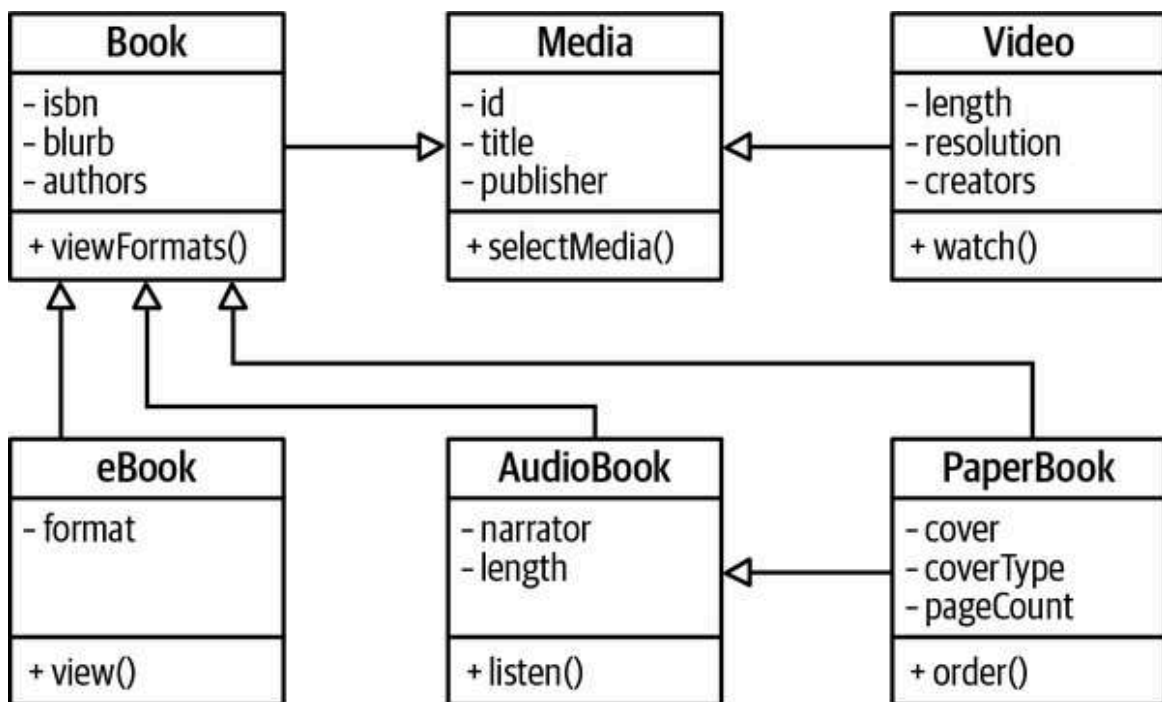 Book
- isbn
- blurb
- authors
+ viewFormats()
Media
- id
- title
- publisher
+ selectMedia()
Video
- length
- resolution
- creators
+ watch()
eBook
- format
+ view()
AudioBook
- narrator
- length
+ listen()
PaperBook
- cover
- coverType
- pageCount
+ order()